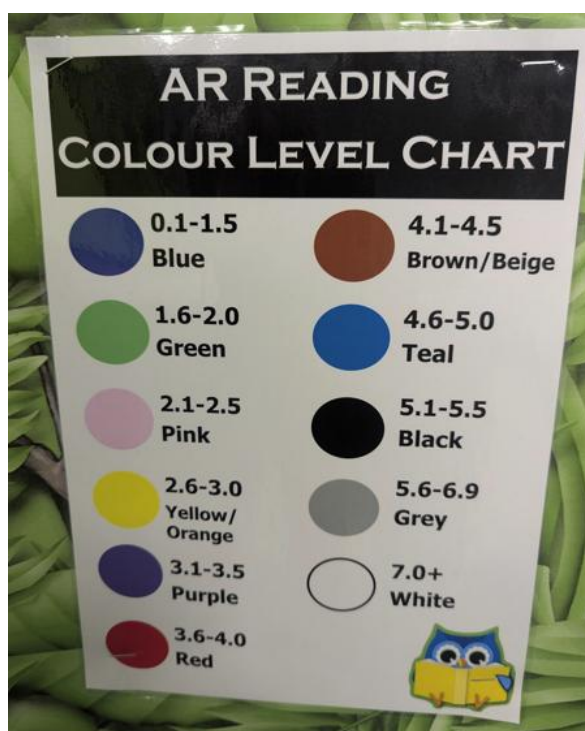 AR READING
COLOUR LEVEL CHART
0.1-1.5
Blue
1.6-2.0
Green
2.1-2.5
Pink
2.6-3.0
Yellow/
Orange
3.1-3.5
Purple
3.6-4.0
Red
4.1-4.5
Brown/Beige
4.6-5.0
Teal
5.1-5.5
Black
5.6-6.9
Grey
7.0+
White